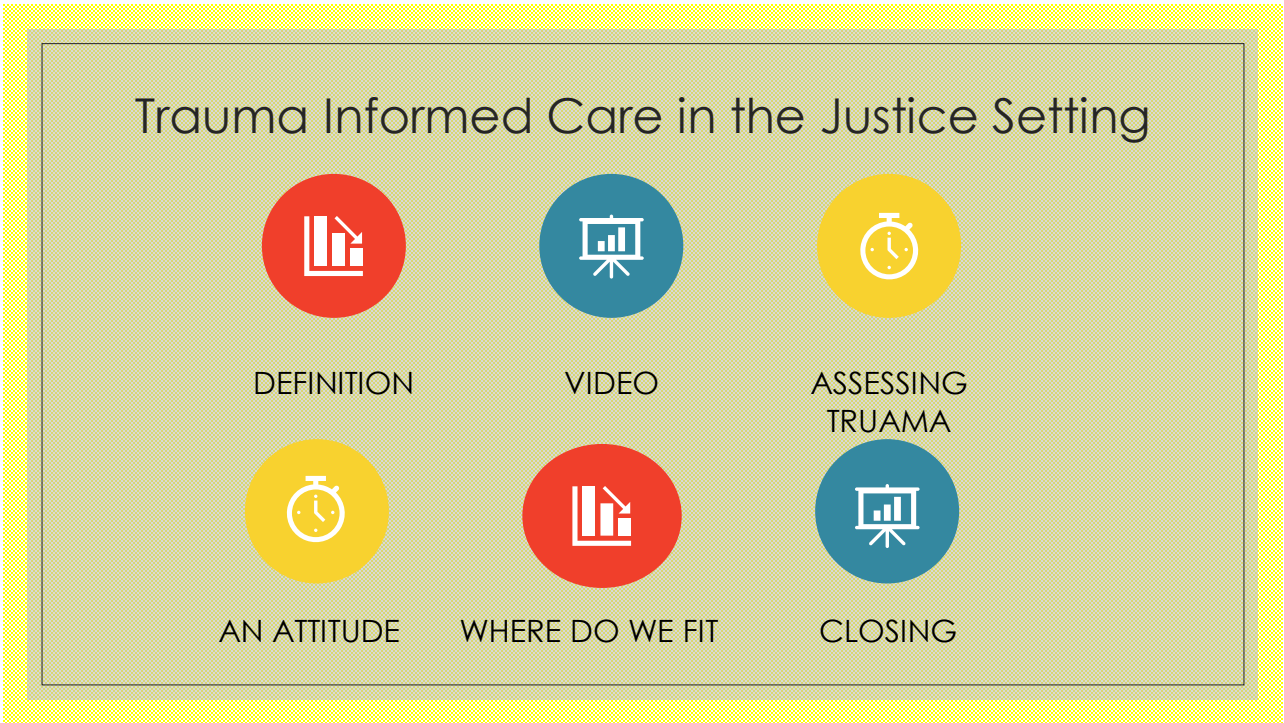 Trauma Informed Care in the Justice Setting
DEFINITION
VIDEO
ASSESSING
TRUAMA
AN ATTITUDE
WHERE DO WE FIT
CLOSING